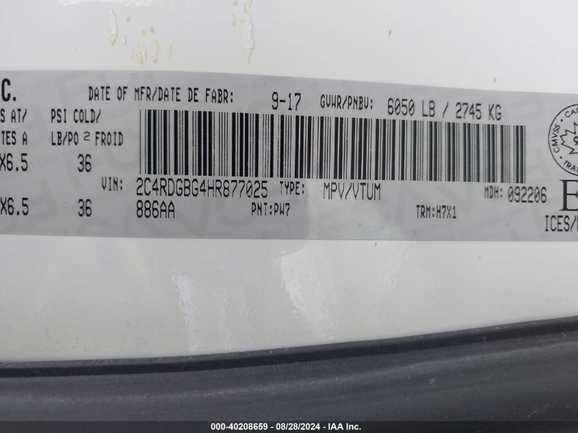 C.
DATE OF MFR/DATE DE FABR: 9-17 GVWR/PNBV: 6050 LB / 2745 KG
S AT/ PSI COLD/
TES A LB/PO 2 FROID
X6.5 36
VIN: 2C4RDGBG4HR877025 TYPE: MPV/VTUM MDH: 092206
X6.5 36 886AA PNT:PW7 TRM:H7X1 ICES/
CMVSS
000-40208659 - 08/28/2024 - IAA Inc.